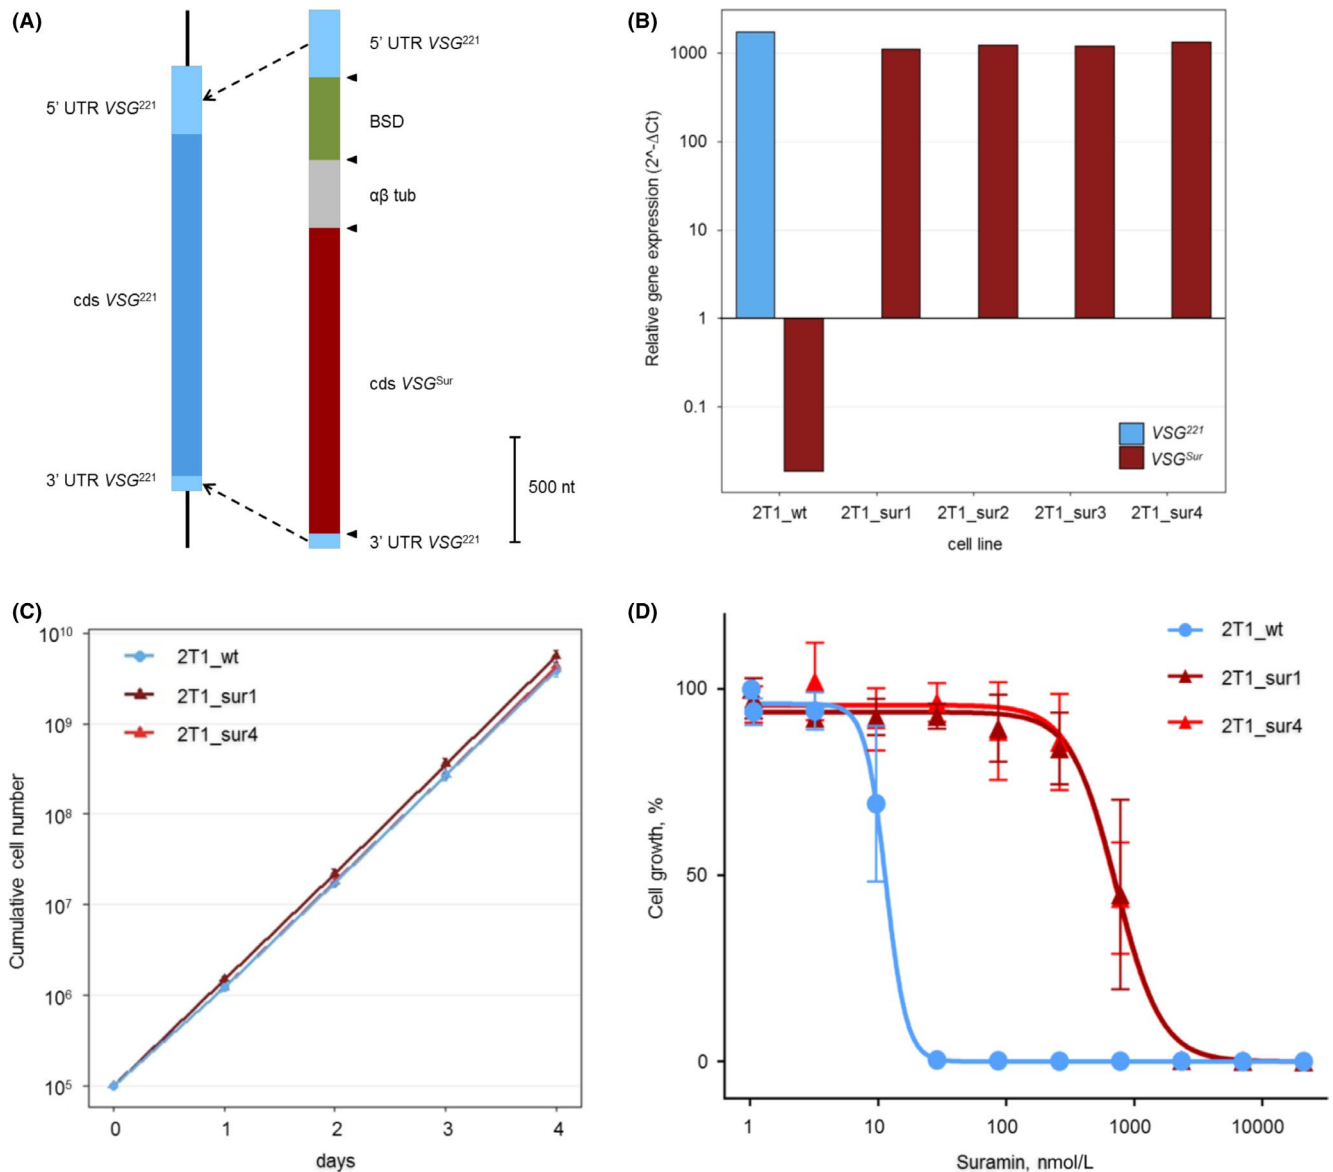 (A)
5' UTR VSG²²¹
cds VSG²²¹
3' UTR VSG²²¹
5' UTR VSG²²¹
BSD
αβ tub
cds VSGˢᵘʳ
3' UTR VSG²²¹
500 nt
(B)
Relative gene expression (2^-ΔCt)
1000
100
10
1
0.1
VSG²²¹
VSGˢᵘʳ
2T1_wt 2T1_sur1 2T1_sur2 2T1_sur3 2T1_sur4
cell line
(C)
Cumulative cell number
10¹⁰
10⁹
10⁸
10⁷
10⁶
10⁵
2T1_wt
2T1_sur1
2T1_sur4
0 1 2 3 4
days
(D)
Cell growth, %
100
50
0
2T1_wt
2T1_sur1
2T1_sur4
1 10 100 1000 10000
Suramin, nmol/L